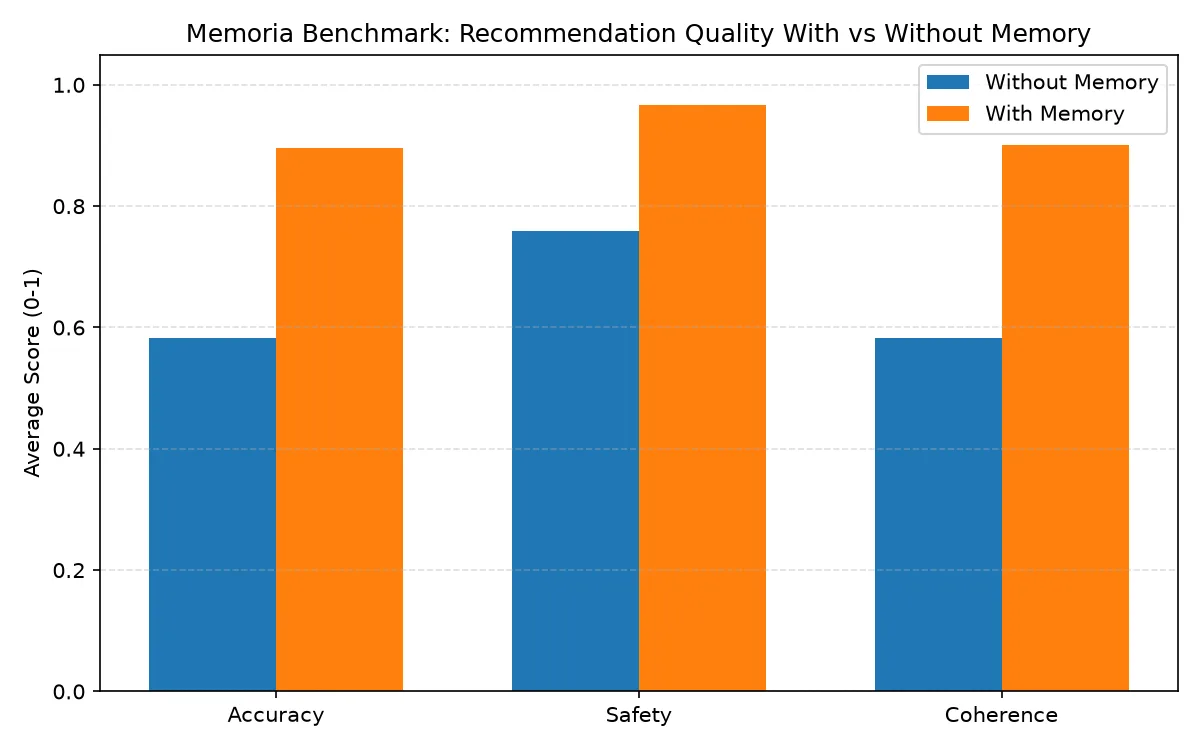 Memoria Benchmark: Recommendation Quality With vs Without Memory
Without Memory
With Memory
Average Score (0-1)
1.0
0.8
0.6
0.4
0.2
0.0
Accuracy Safety Coherence